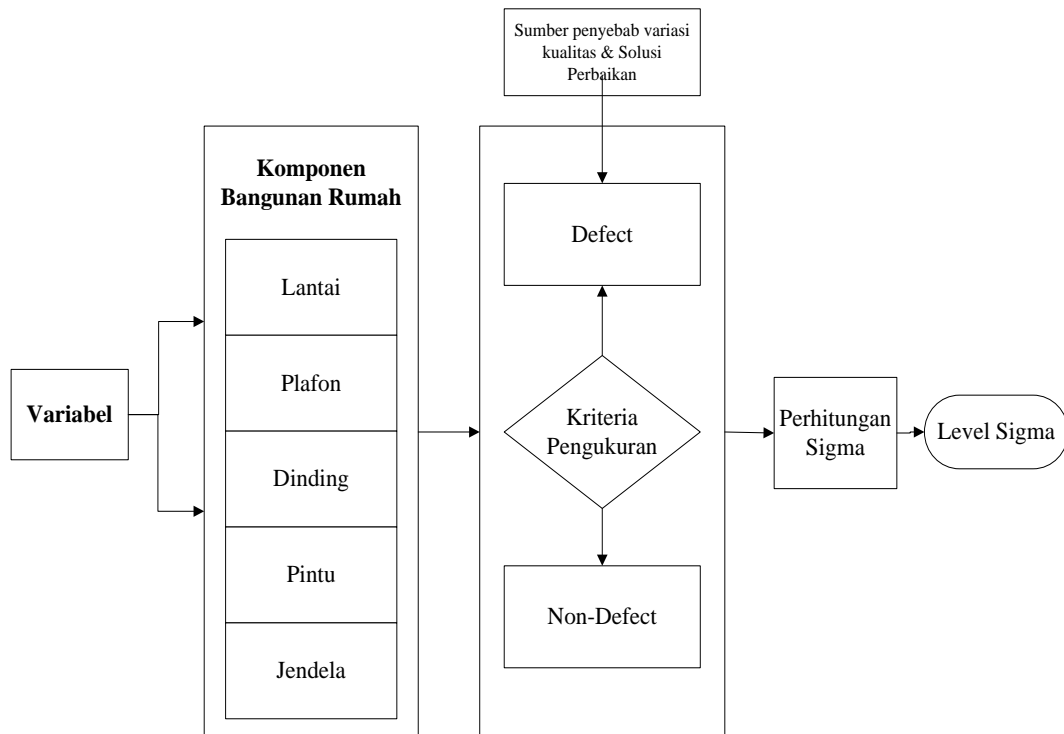 Sumber penyebab variasi
kualitas & Solusi
Perbaikan
Komponen
Bangunan Rumah
Lantai
Plafon
Dinding
Pintu
Jendela
Variabel
Defect
Kriteria
Pengukuran
Non-Defect
Perhitungan
Sigma
Level Sigma